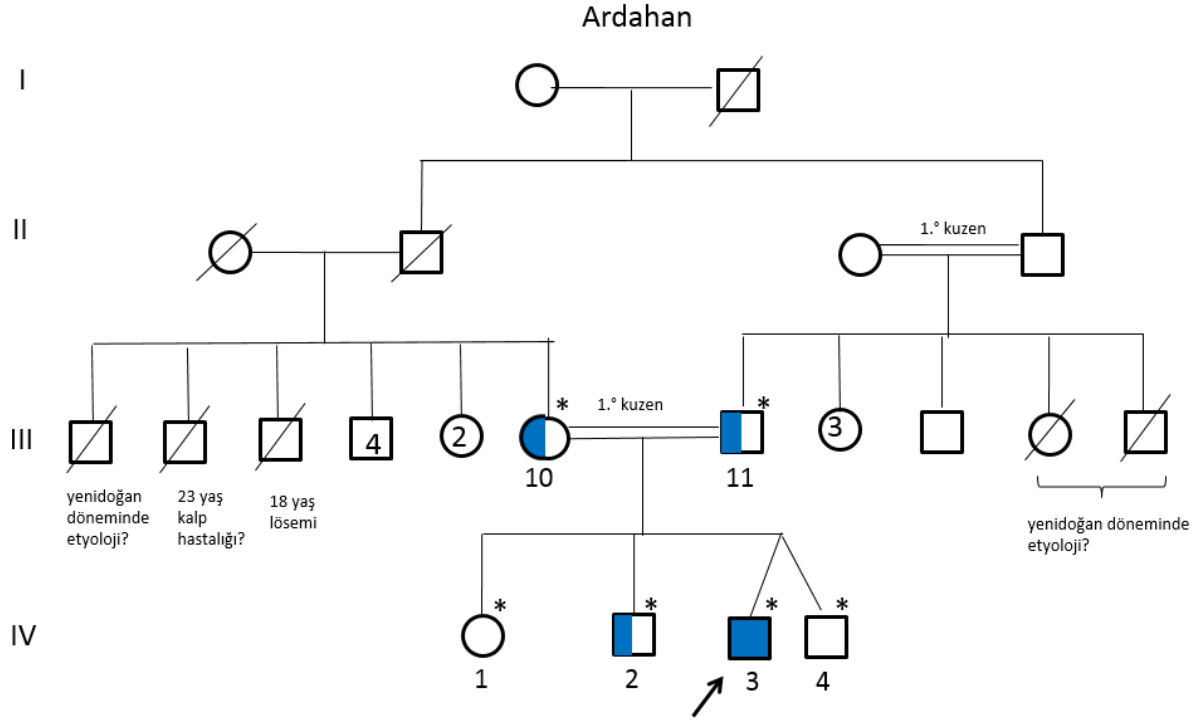 Ardahan
I
II
1.° kuzen
III
4
2
*
10
1.° kuzen
*
11
3
yenidoğan
döneminde
etyoloji?
23 yaş
kalp
hastalığı?
18 yaş
lösemi
yenidoğan döneminde
etyoloji?
IV
*
1
*
2
*
3
*
4